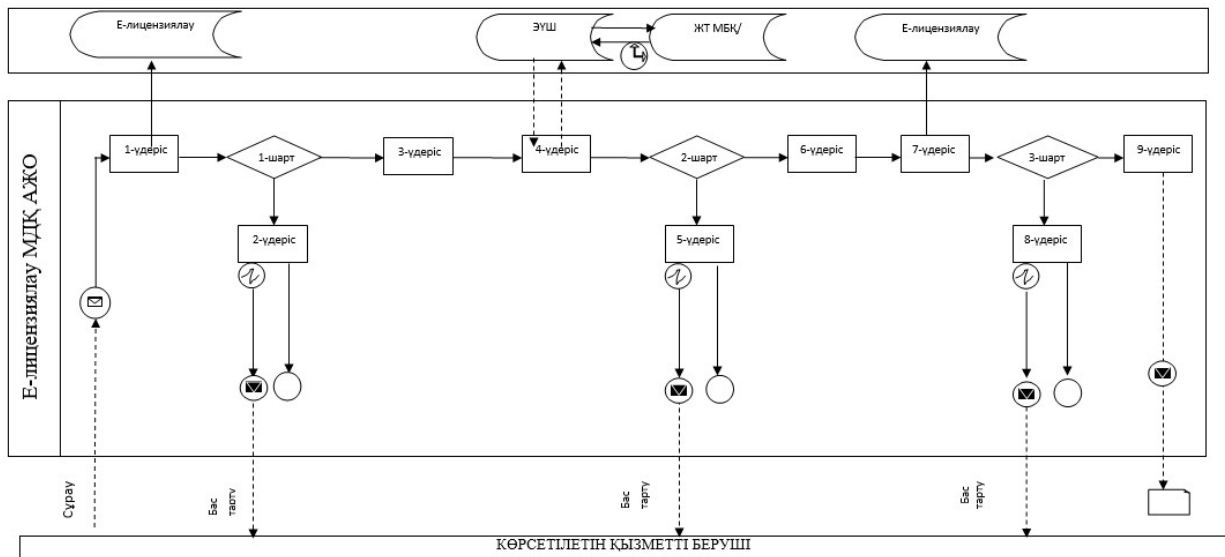 Е-лицензиялау
ЭҮШ
ЖТ МБҚ/
Е-лицензиялау
Е-лицензиялау МДҚ АЖО
1-үдеріс
1-шарт
3-үдеріс
4-үдеріс
2-шарт
6-үдеріс
7-үдеріс
3-шарт
9-үдеріс
2-үдеріс
5-үдеріс
8-үдеріс
Сұрау
Бас
тарту
Бас
тарту
Бас
тарту
КӨРСЕТІЛЕТІН ҚЫЗМЕТТІ БЕРУШІ